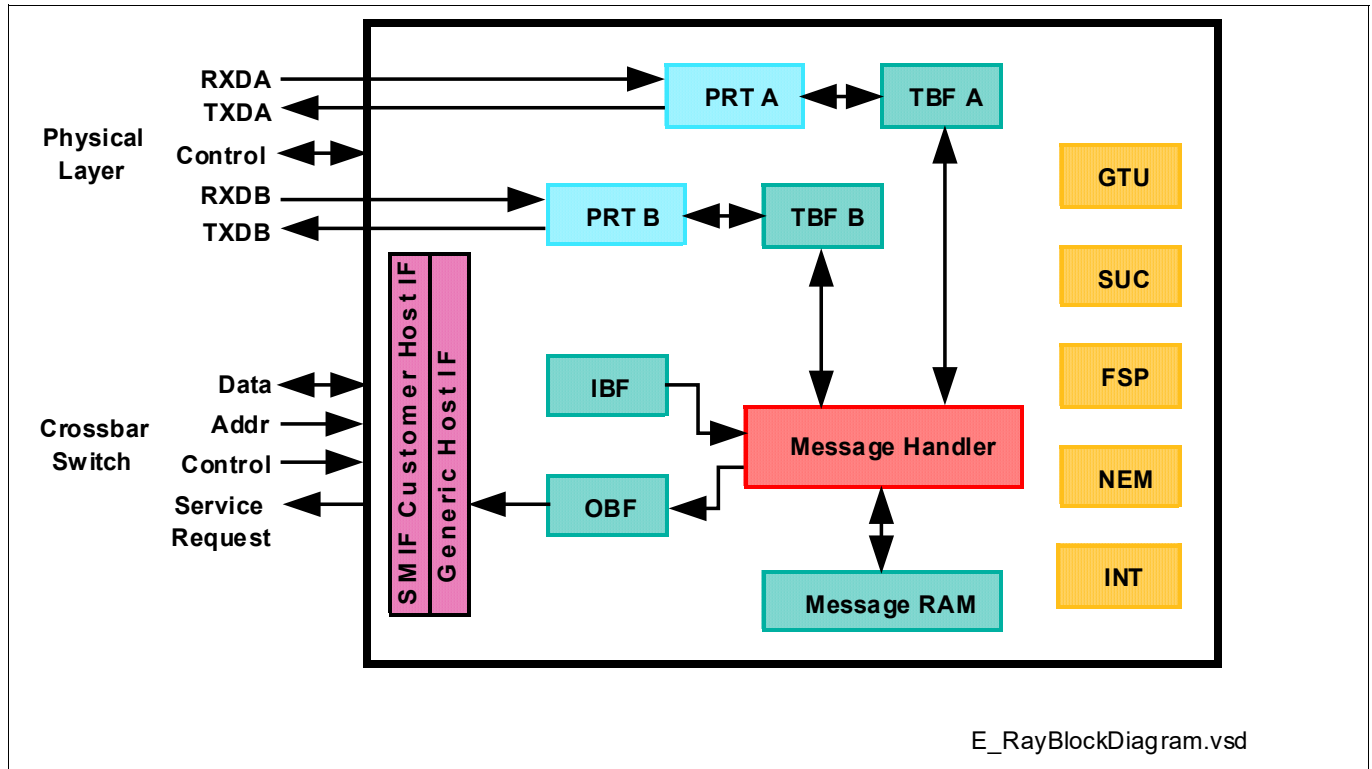 RXDA
TXDA
Physical
Layer
Control
RXDB
TXDB
PRT A
TBF A
PRT B
TBF B
GTU
SUC
FSP
NEM
INT
SMIF Customer Host IF
Generic Host IF
Data
Addr
Crossbar
Switch
Control
Service
Request
IBF
OBF
Message Handler
Message RAM
E_RayBlockDiagram.vsd